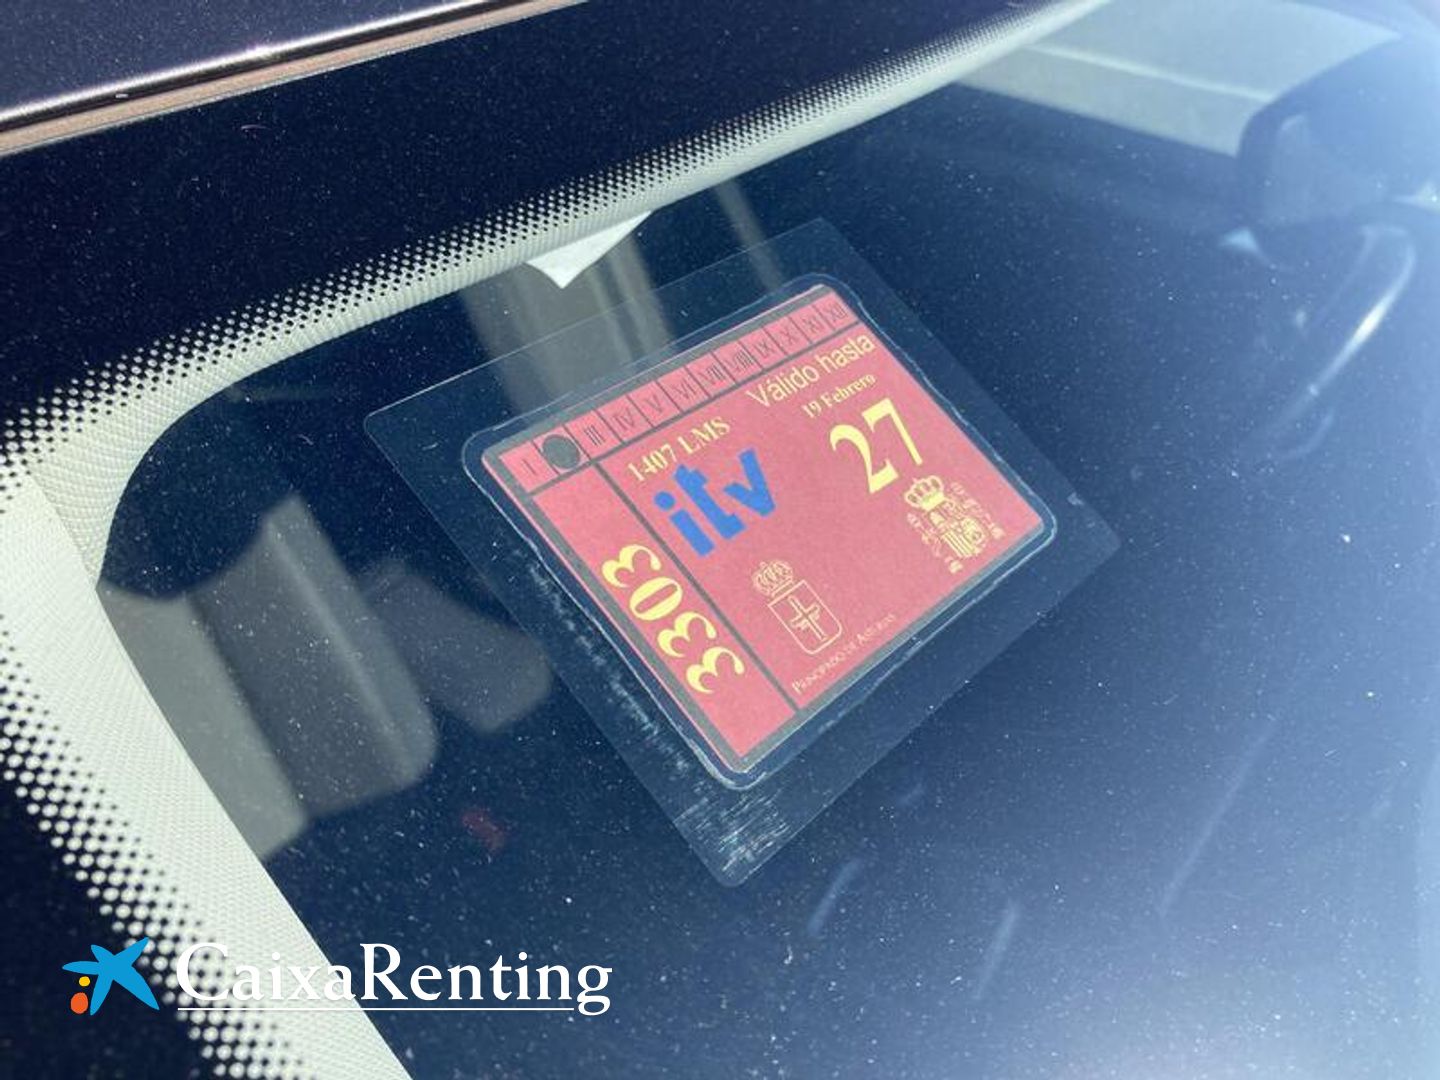 I III IV V VI VII VIII IX X XI XII
Válido hasta
1407 LMS
19 Febrero
27
itv
3303
PRINCIPADO DE ASTURIAS
CaixaRenting